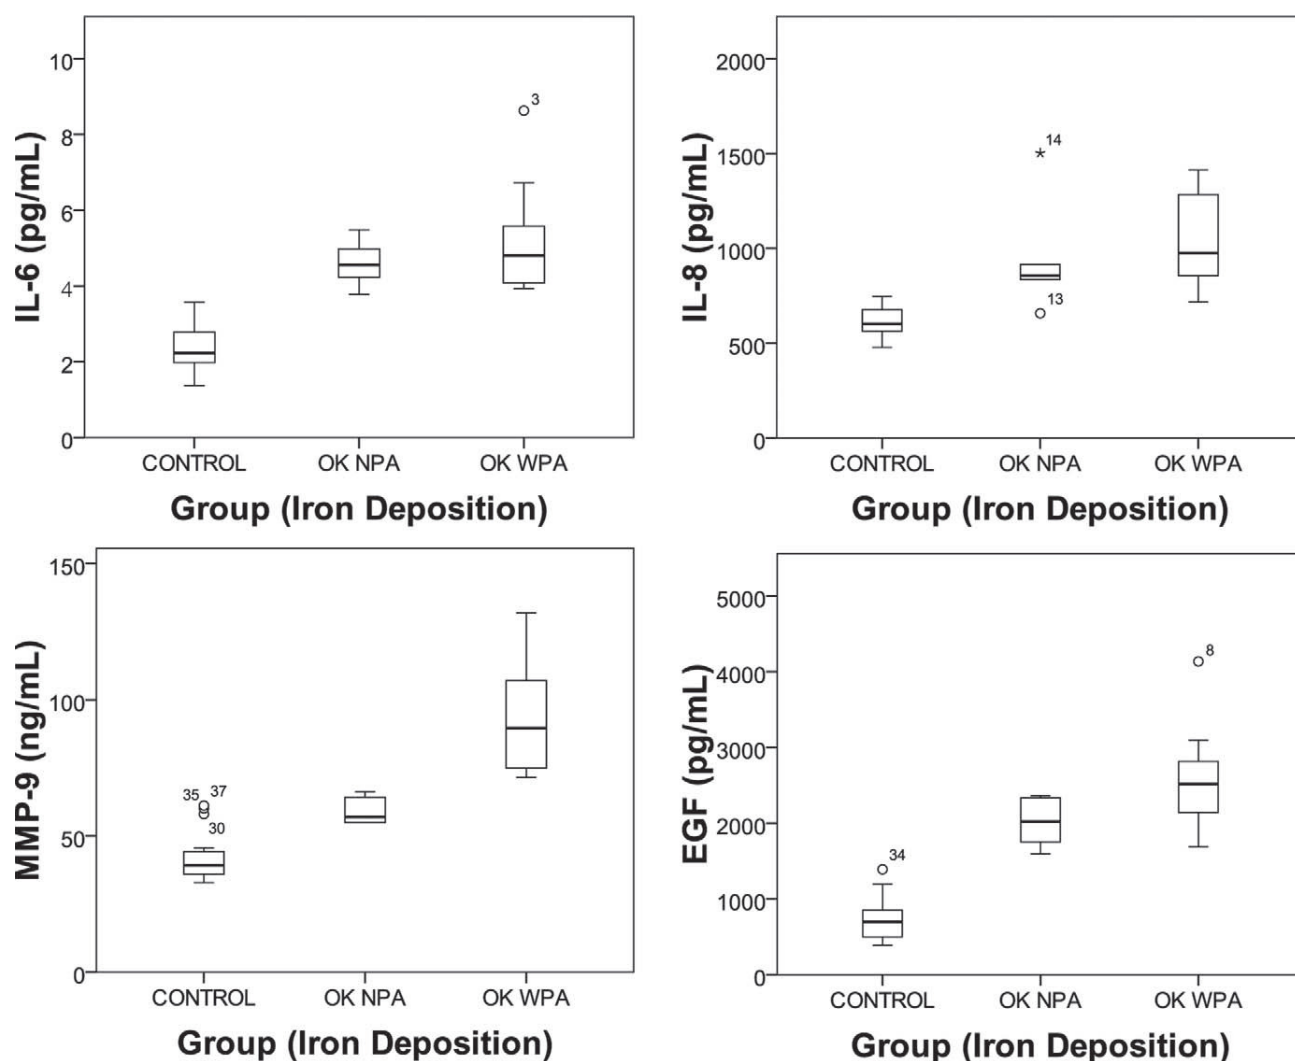 IL-6 (pg/mL)
10
8
6
4
2
0
3
CONTROL OK NPA OK WPA
Group (Iron Deposition)
IL-8 (pg/mL)
2000
1500
1000
500
0
14
13
CONTROL OK NPA OK WPA
Group (Iron Deposition)
MMP-9 (ng/mL)
150
100
50
0
35 37
30
CONTROL OK NPA OK WPA
Group (Iron Deposition)
EGF (pg/mL)
5000
4000
3000
2000
1000
0
8
34
CONTROL OK NPA OK WPA
Group (Iron Deposition)